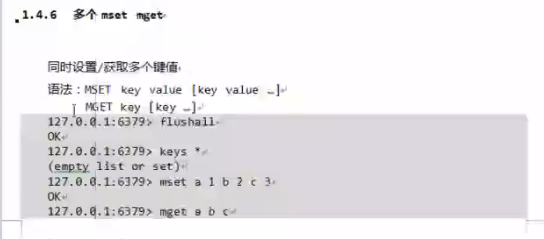 1.4.6 多个 mset mget
同时设置/获取多个键值
语法：MSET key value [key value …]
MGET key [key …]
127.0.0.1:6379> flushall
OK
127.0.0.1:6379> keys *
(empty list or set)
127.0.0.1:6379> mset a 1 b 2 c 3
OK
127.0.0.1:6379> mget a b c